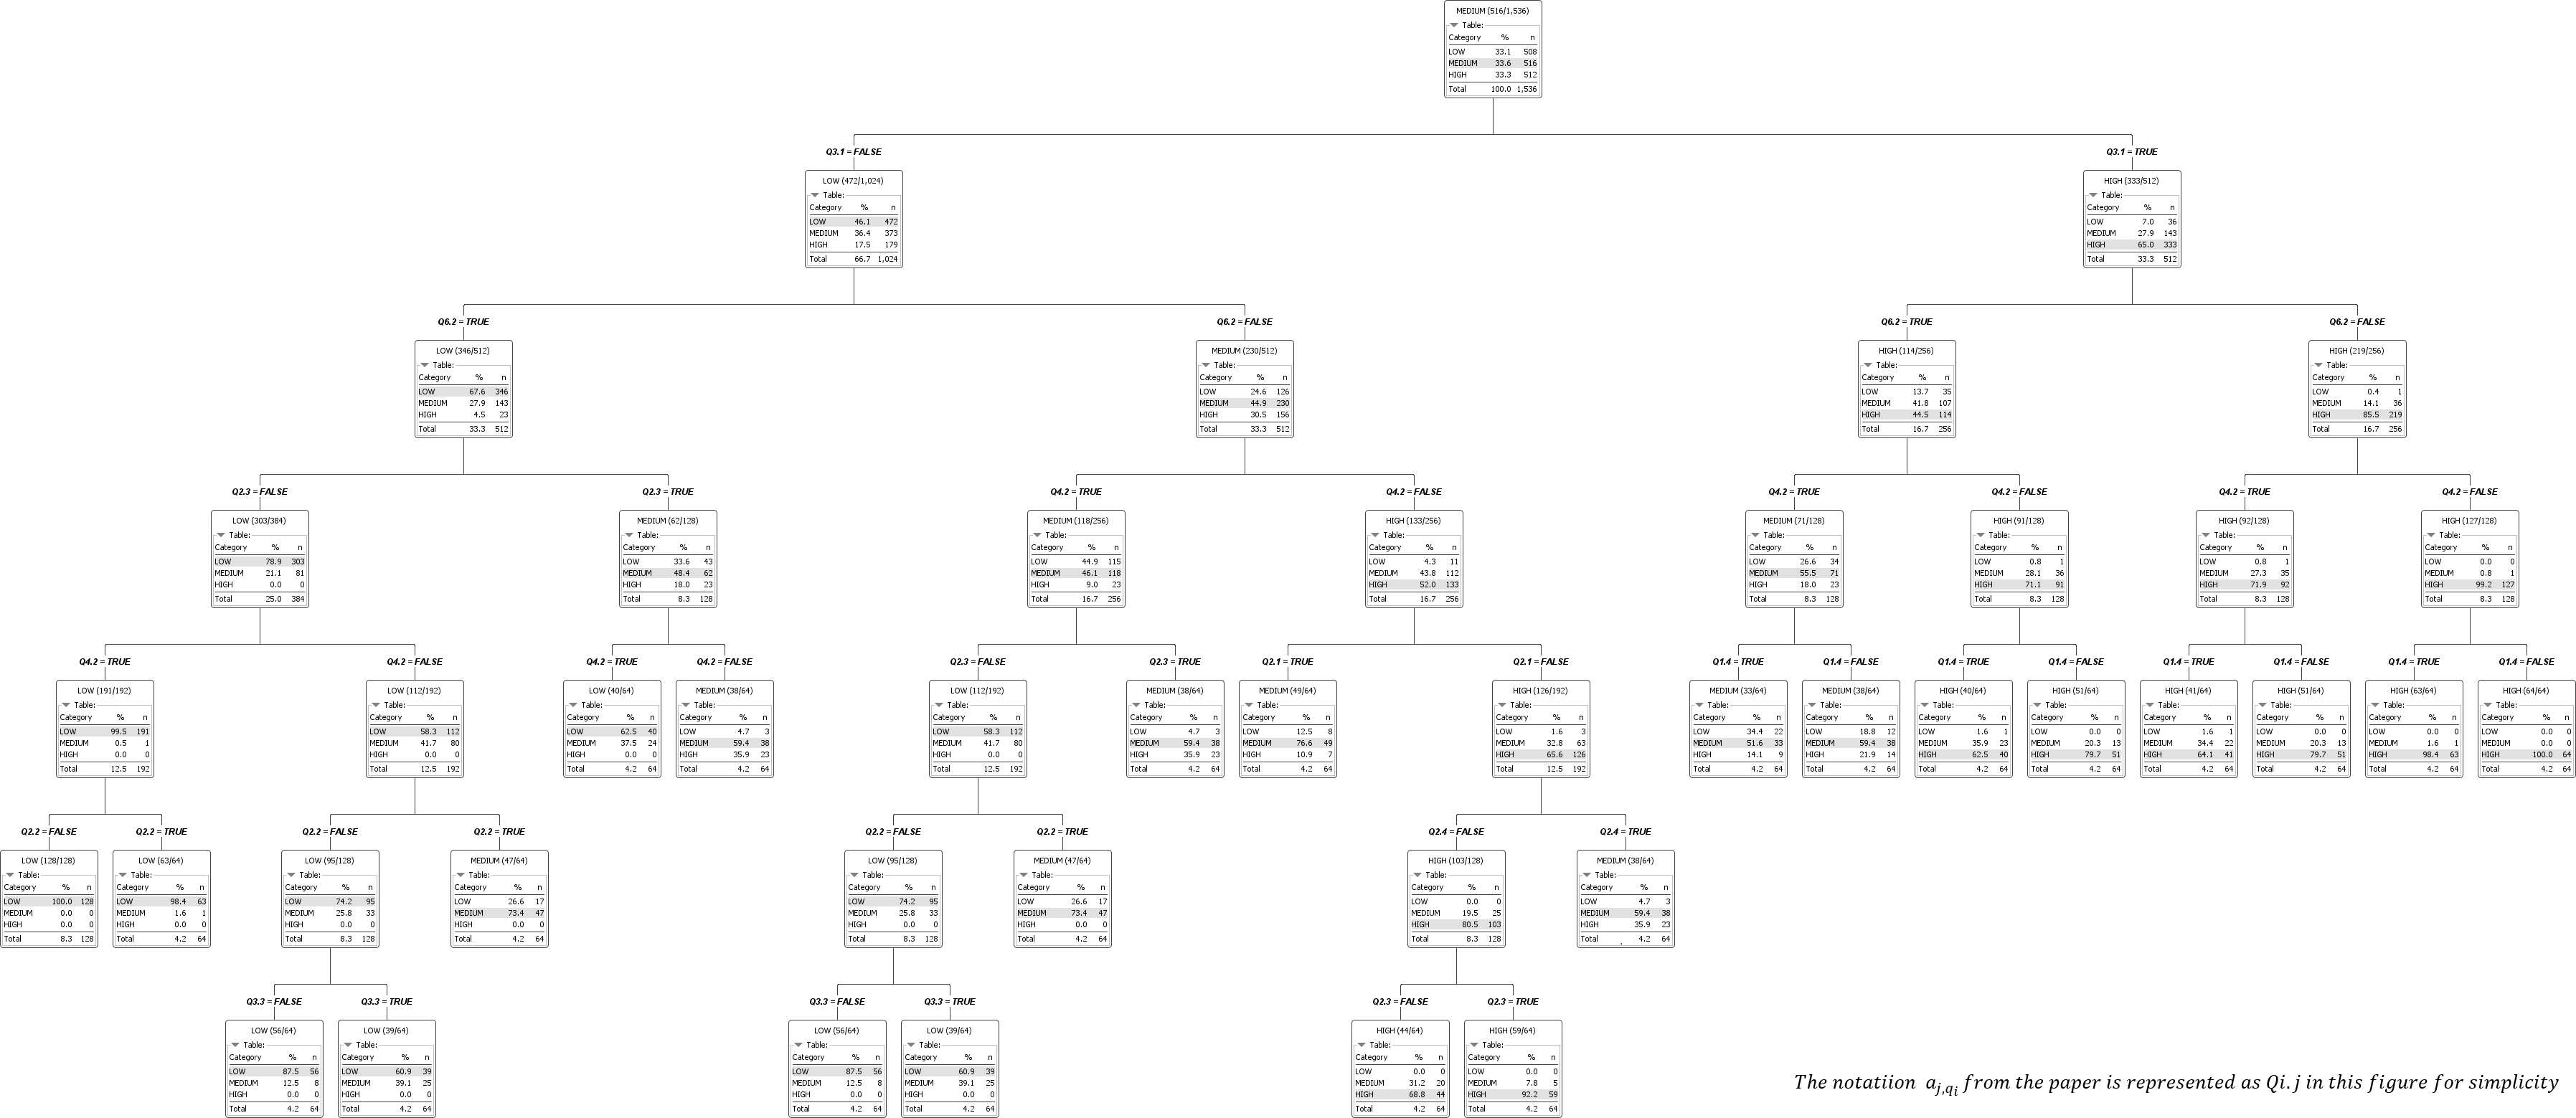 MEDIUM (516/1,536)
Table:
Category % n
LOW 33.1 508
MEDIUM 33.6 516
HIGH 33.3 512
Total 100.0 1,536
Q3.1 = FALSE
LOW (472/1,024)
Table:
Category % n
LOW 46.1 472
MEDIUM 36.4 373
HIGH 17.5 179
Total 66.7 1,024
Q3.1 = TRUE
HIGH (333/512)
Table:
Category % n
LOW 7.0 36
MEDIUM 27.9 143
HIGH 65.0 333
Total 33.3 512
Q6.2 = TRUE
LOW (346/512)
Table:
Category % n
LOW 67.6 346
MEDIUM 27.9 143
HIGH 4.5 23
Total 33.3 512
Q6.2 = FALSE
MEDIUM (230/512)
Table:
Category % n
LOW 24.6 126
MEDIUM 44.9 230
HIGH 30.5 156
Total 33.3 512
Q6.2 = TRUE
HIGH (114/256)
Table:
Category % n
LOW 13.7 35
MEDIUM 41.8 107
HIGH 44.5 114
Total 16.7 256
Q6.2 = FALSE
HIGH (219/256)
Table:
Category % n
LOW 0.4 1
MEDIUM 14.1 36
HIGH 85.5 219
Total 16.7 256
Q2.3 = FALSE
LOW (303/384)
Table:
Category % n
LOW 78.9 303
MEDIUM 21.1 81
HIGH 0.0 0
Total 25.0 384
Q2.3 = TRUE
MEDIUM (62/128)
Table:
Category % n
LOW 33.6 43
MEDIUM 48.4 62
HIGH 18.0 23
Total 8.3 128
Q4.2 = TRUE
MEDIUM (118/256)
Table:
Category % n
LOW 44.9 115
MEDIUM 46.1 118
HIGH 9.0 23
Total 16.7 256
Q4.2 = FALSE
HIGH (133/256)
Table:
Category % n
LOW 4.3 11
MEDIUM 43.8 112
HIGH 52.0 133
Total 16.7 256
Q4.2 = TRUE
MEDIUM (71/128)
Table:
Category % n
LOW 26.6 34
MEDIUM 55.5 71
HIGH 18.0 23
Total 8.3 128
Q4.2 = FALSE
HIGH (91/128)
Table:
Category % n
LOW 0.8 1
MEDIUM 28.1 36
HIGH 71.1 91
Total 8.3 128
Q4.2 = TRUE
HIGH (92/128)
Table:
Category % n
LOW 0.8 1
MEDIUM 27.3 35
HIGH 71.9 92
Total 8.3 128
Q4.2 = FALSE
HIGH (127/128)
Table:
Category % n
LOW 0.0 0
MEDIUM 0.8 1
HIGH 99.2 127
Total 8.3 128
Q4.2 = TRUE
LOW (191/192)
Table:
Category % n
LOW 99.5 191
MEDIUM 0.5 1
HIGH 0.0 0
Total 12.5 192
Q4.2 = FALSE
LOW (112/192)
Table:
Category % n
LOW 58.3 112
MEDIUM 41.7 80
HIGH 0.0 0
Total 12.5 192
Q4.2 = TRUE
LOW (40/64)
Table:
Category % n
LOW 62.5 40
MEDIUM 37.5 24
HIGH 0.0 0
Total 4.2 64
Q4.2 = FALSE
MEDIUM (38/64)
Table:
Category % n
LOW 4.7 3
MEDIUM 59.4 38
HIGH 35.9 23
Total 4.2 64
Q2.3 = FALSE
LOW (112/192)
Table:
Category % n
LOW 58.3 112
MEDIUM 41.7 80
HIGH 0.0 0
Total 12.5 192
Q2.3 = TRUE
MEDIUM (38/64)
Table:
Category % n
LOW 4.7 3
MEDIUM 59.4 38
HIGH 35.9 23
Total 4.2 64
Q2.1 = TRUE
MEDIUM (49/64)
Table:
Category % n
LOW 12.5 8
MEDIUM 76.6 49
HIGH 10.9 7
Total 4.2 64
Q2.1 = FALSE
HIGH (126/192)
Table:
Category % n
LOW 1.6 3
MEDIUM 32.8 63
HIGH 65.6 126
Total 12.5 192
Q1.4 = TRUE
MEDIUM (33/64)
Table:
Category % n
LOW 34.4 22
MEDIUM 51.6 33
HIGH 14.1 9
Total 4.2 64
Q1.4 = FALSE
MEDIUM (38/64)
Table:
Category % n
LOW 18.8 12
MEDIUM 59.4 38
HIGH 21.9 14
Total 4.2 64
Q1.4 = TRUE
HIGH (40/64)
Table:
Category % n
LOW 1.6 1
MEDIUM 35.9 23
HIGH 62.5 40
Total 4.2 64
Q1.4 = FALSE
HIGH (51/64)
Table:
Category % n
LOW 0.0 0
MEDIUM 20.3 13
HIGH 79.7 51
Total 4.2 64
Q1.4 = TRUE
HIGH (41/64)
Table:
Category % n
LOW 1.6 1
MEDIUM 34.4 22
HIGH 64.1 41
Total 4.2 64
Q1.4 = FALSE
HIGH (51/64)
Table:
Category % n
LOW 0.0 0
MEDIUM 20.3 13
HIGH 79.7 51
Total 4.2 64
Q1.4 = TRUE
HIGH (63/64)
Table:
Category % n
LOW 0.0 0
MEDIUM 1.6 1
HIGH 98.4 63
Total 4.2 64
Q1.4 = FALSE
HIGH (64/64)
Table:
Category % n
LOW 0.0 0
MEDIUM 0.0 0
HIGH 100.0 64
Total 4.2 64
Q2.2 = FALSE
LOW (128/128)
Table:
Category % n
LOW 100.0 128
MEDIUM 0.0 0
HIGH 0.0 0
Total 8.3 128
Q2.2 = TRUE
LOW (63/64)
Table:
Category % n
LOW 98.4 63
MEDIUM 1.6 1
HIGH 0.0 0
Total 4.2 64
Q2.2 = FALSE
LOW (95/128)
Table:
Category % n
LOW 74.2 95
MEDIUM 25.8 33
HIGH 0.0 0
Total 8.3 128
Q2.2 = TRUE
MEDIUM (47/64)
Table:
Category % n
LOW 26.6 17
MEDIUM 73.4 47
HIGH 0.0 0
Total 4.2 64
Q2.2 = FALSE
LOW (95/128)
Table:
Category % n
LOW 74.2 95
MEDIUM 25.8 33
HIGH 0.0 0
Total 8.3 128
Q2.2 = TRUE
MEDIUM (47/64)
Table:
Category % n
LOW 26.6 17
MEDIUM 73.4 47
HIGH 0.0 0
Total 4.2 64
Q2.4 = FALSE
HIGH (103/128)
Table:
Category % n
LOW 0.0 0
MEDIUM 19.5 25
HIGH 80.5 103
Total 8.3 128
Q2.4 = TRUE
MEDIUM (38/64)
Table:
Category % n
LOW 4.7 3
MEDIUM 59.4 38
HIGH 35.9 23
Total 4.2 64
Q3.3 = FALSE
LOW (56/64)
Table:
Category % n
LOW 87.5 56
MEDIUM 12.5 8
HIGH 0.0 0
Total 4.2 64
Q3.3 = TRUE
LOW (39/64)
Table:
Category % n
LOW 60.9 39
MEDIUM 39.1 25
HIGH 0.0 0
Total 4.2 64
Q3.3 = FALSE
LOW (56/64)
Table:
Category % n
LOW 87.5 56
MEDIUM 12.5 8
HIGH 0.0 0
Total 4.2 64
Q3.3 = TRUE
LOW (39/64)
Table:
Category % n
LOW 60.9 39
MEDIUM 39.1 25
HIGH 0.0 0
Total 4.2 64
Q2.3 = FALSE
HIGH (44/64)
Table:
Category % n
LOW 0.0 0
MEDIUM 31.2 20
HIGH 68.8 44
Total 4.2 64
Q2.3 = TRUE
HIGH (59/64)
Table:
Category % n
LOW 0.0 0
MEDIUM 7.8 5
HIGH 92.2 59
Total 4.2 64
The notatiion a_{j,q_i} from the paper is represented as Qi.j in this figure for simplicity